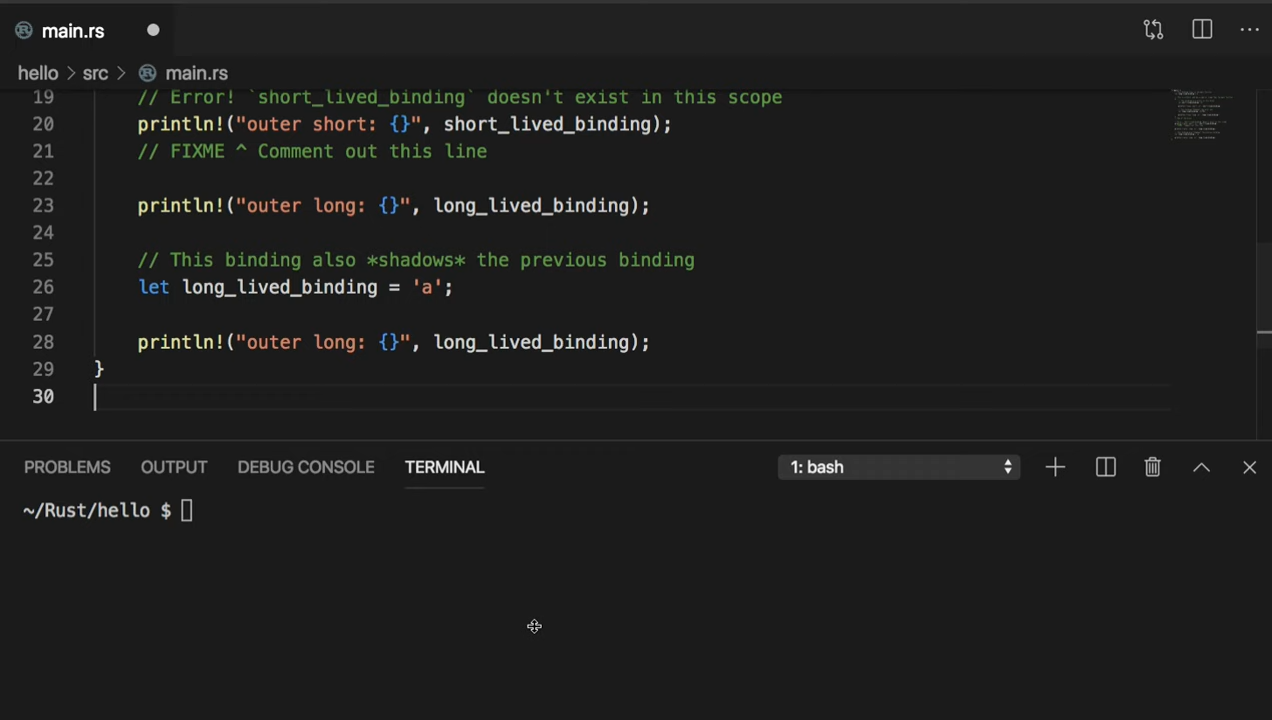 main.rs
hello > src > main.rs
19 // Error! `short_lived_binding` doesn't exist in this scope
20 println!("outer short: {}", short_lived_binding);
21 // FIXME ^ Comment out this line
22
23 println!("outer long: {}", long_lived_binding);
24
25 // This binding also *shadows* the previous binding
26 let long_lived_binding = 'a';
27
28 println!("outer long: {}", long_lived_binding);
29 }
30
PROBLEMS OUTPUT DEBUG CONSOLE TERMINAL 1: bash
~/Rust/hello $